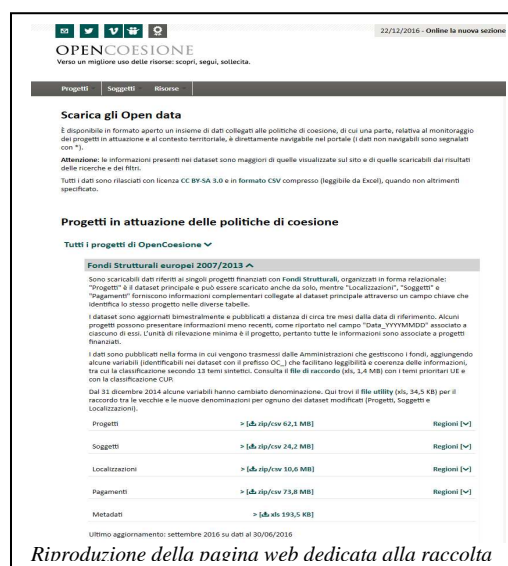 22/12/2016 - Online la nuova sezione
OPENCOESIONE
Verso un migliore uso delle risorse: scopri, segui, sollecita.
Progetti Soggetti Risorse
Scarica gli Open data
È disponibile in formato aperto un insieme di dati collegati alle politiche di coesione, di cui una parte, relativa al monitoraggio
dei progetti in attuazione e al contesto territoriale, è direttamente navigabile nel portale (i dati non navigabili sono segnalati
con *).
Attenzione: le informazioni presenti nei dataset sono maggiori di quelle visualizzate sul sito e di quelle scaricabili dai risultati
delle ricerche e dei filtri.
Tutti i dati sono rilasciati con licenza CC BY-SA 3.0 e in formato CSV compresso (leggibile da Excel), quando non altrimenti
specificato.
Progetti in attuazione delle politiche di coesione
Tutti i progetti di OpenCoesione
Fondi Strutturali europei 2007/2013
Sono scaricabili dati riferiti ai singoli progetti finanziati con Fondi Strutturali, organizzati in forma relazionale:
"Progetti" è il dataset principale e può essere scaricato anche da solo, mentre "Localizzazioni", "Soggetti" e
"Pagamenti" forniscono informazioni complementari collegate al dataset principale attraverso un campo chiave che
identifica lo stesso progetto nelle diverse tabelle.
I dataset sono aggiornati bimestralmente e pubblicati a distanza di circa tre mesi dalla data di riferimento. Alcuni
progetti possono presentare informazioni meno recenti, come riportato nel campo "Data_YYYYMMDD" associato a
ciascuno di essi. L'unità di rilevazione minima è il progetto, pertanto tutte le informazioni sono associate a progetti
finanziati.
I dati sono pubblicati nella forma in cui vengono trasmessi dalle Amministrazioni che gestiscono i fondi, aggiungendo
alcune variabili (identificabili nei dataset con il prefisso OC_) che facilitano leggibilità e coerenza delle informazioni,
tra cui la classificazione secondo 13 temi sintetici. Consulta il file di raccordo (xls, 1,4 MB) con i temi prioritari UE e
con la classificazione CUP.
Dal 31 dicembre 2014 alcune variabili hanno cambiato denominazione. Qui trovi il file utility (xls, 34,5 KB) per il
raccordo tra le vecchie e le nuove denominazioni per ognuno dei dataset modificati (Progetti, Soggetti e
Localizzazioni).
Progetti > [zip/csv 62,1 MB] Regioni [v]
Soggetti > [zip/csv 24,2 MB] Regioni [v]
Localizzazioni > [zip/csv 10,6 MB] Regioni [v]
Pagamenti > [zip/csv 73,8 MB] Regioni [v]
Metadati > [xls 193,5 KB]
Ultimo aggiornamento: settembre 2016 su dati al 30/06/2016
Riproduzione della pagina web dedicata alla raccolta